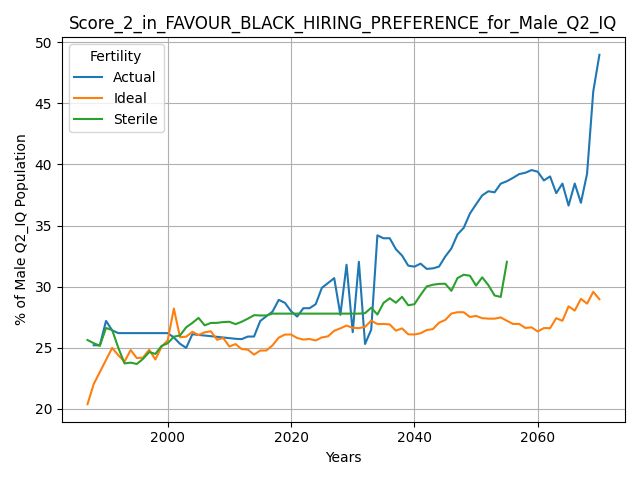 Score_2_in_FAVOUR_BLACK_HIRING_PREFERENCE_for_Male_Q2_IQ
50
45
40
35
30
25
20
% of Male Q2_IQ Population
Fertility
Actual
Ideal
Sterile
2000
2020
2040
2060
Years